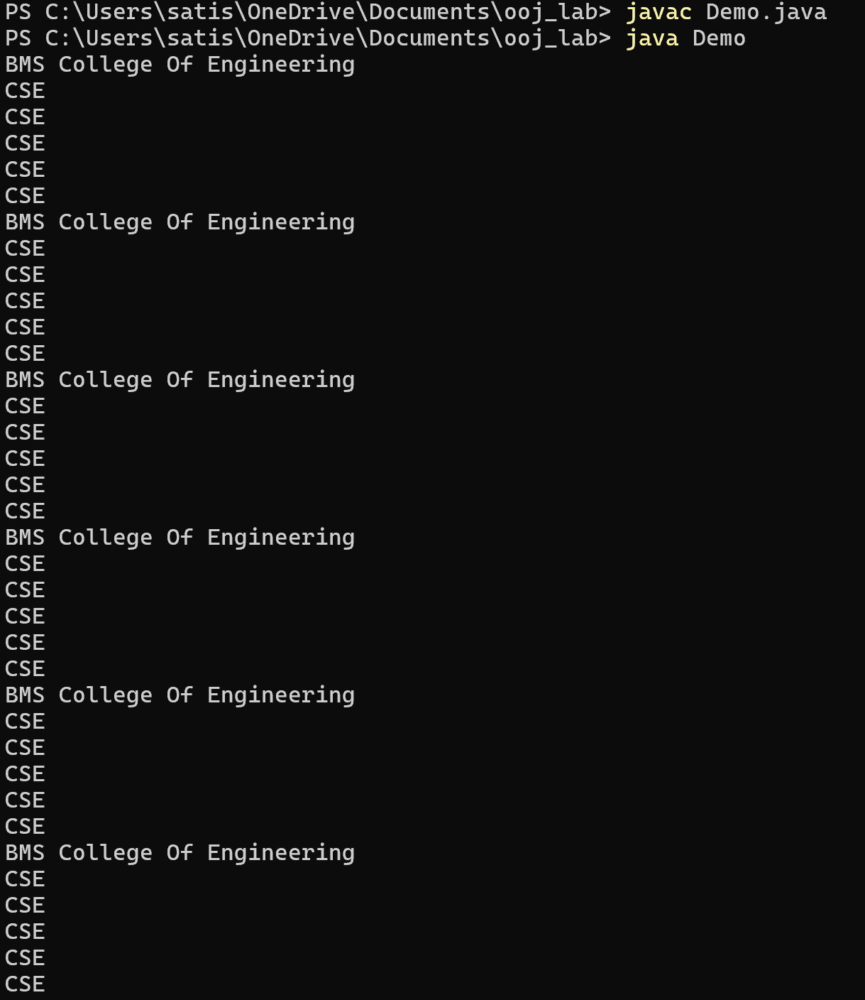 PS C:\Users\satis\OneDrive\Documents\ooj_lab> javac Demo.java
PS C:\Users\satis\OneDrive\Documents\ooj_lab> java Demo
BMS College Of Engineering
CSE
CSE
CSE
CSE
CSE
BMS College Of Engineering
CSE
CSE
CSE
CSE
CSE
BMS College Of Engineering
CSE
CSE
CSE
CSE
CSE
BMS College Of Engineering
CSE
CSE
CSE
CSE
CSE
BMS College Of Engineering
CSE
CSE
CSE
CSE
CSE
BMS College Of Engineering
CSE
CSE
CSE
CSE
CSE